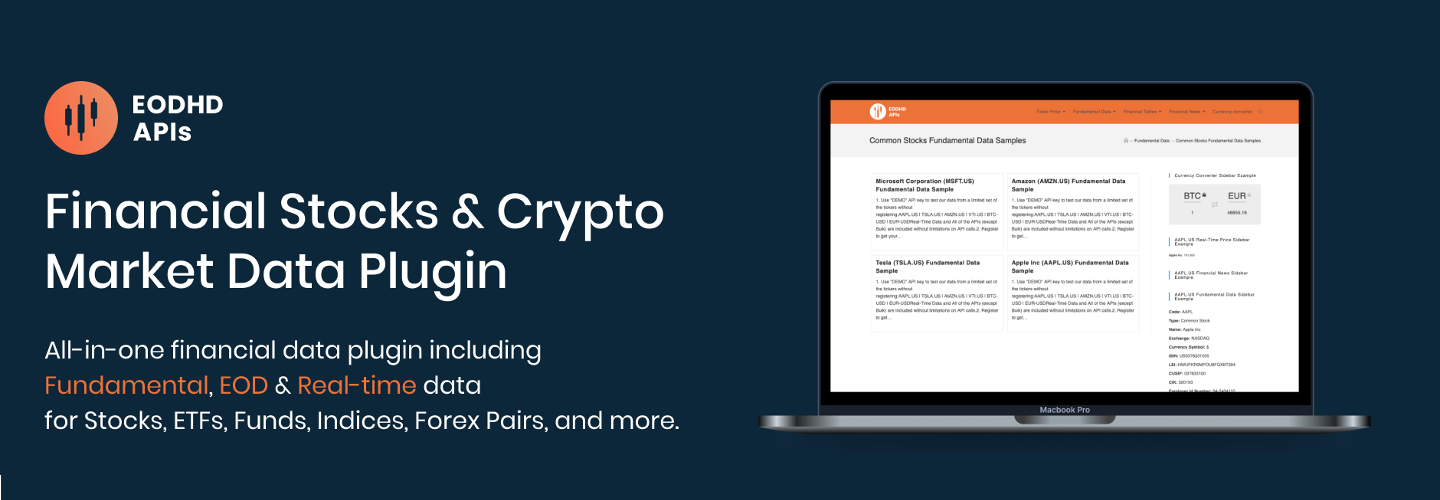 EODHD
APIs
Financial Stocks & Crypto
Market Data Plugin
All-in-one financial data plugin including
Fundamental, EOD & Real-time data
for Stocks, ETFs, Funds, Indices, Forex Pairs, and more.
EODHD
APIs
Fundamental Data
Financial Tables
Financial News
Currency converter
Common Stocks Fundamental Data Samples
Fundamental Data
Common Stocks Fundamental Data Samples
Microsoft Corporation (MSFT.US)
Fundamental Data Sample
1. Use "DEMO" API key to test our data from a limited set of
the tickers without
registering:AAPL.US | TSLA.US | AMZN.US | VTI.US | BTC-
USD | EUR-USDReal-Time Data and All of the APIs (except
Bulk) are included without limitations on API calls.2. Register
to get your...
Amazon (AMZN.US) Fundamental Data
Sample
1. Use "DEMO" API key to test our data from a limited set of
the tickers without
registering:AAPL.US | TSLA.US | AMZN.US | VTI.US | BTC-
USD | EUR-USDReal-Time Data and All of the APIs (except
Bulk) are included without limitations on API calls.2. Register
to get...
Tesla (TSLA.US) Fundamental Data
Sample
1. Use "DEMO" API key to test our data from a limited set of
the tickers without
registering:AAPL.US | TSLA.US | AMZN.US | VTI.US | BTC-
USD | EUR-USDReal-Time Data and All of the APIs (except
Bulk) are included without limitations on API calls.2. Register
to get...
Apple Inc (AAPL.US) Fundamental Data
Sample
1. Use "DEMO" API key to test our data from a limited set of
the tickers without
registering:AAPL.US | TSLA.US | AMZN.US | VTI.US | BTC-
USD | EUR-USDReal-Time Data and All of the APIs (except
Bulk) are included without limitations on API calls.2. Register
to get...
Currency Converter Sidebar Example
BTC
EUR
1
AAPL.US Real-Time Price Sidebar
Example
Apple Inc
AAPL.US Financial News Sidebar
Example
AAPL.US Fundamental Data Sidebar
Example
Code: AAPL
Type: Common Stock
Name: Apple Inc
Exchange: NASDAQ
Currency Symbol: $
ISIN: US0378331005
LEI:
CUSIP: 037833100
CIK: 320193
Macbook Pro